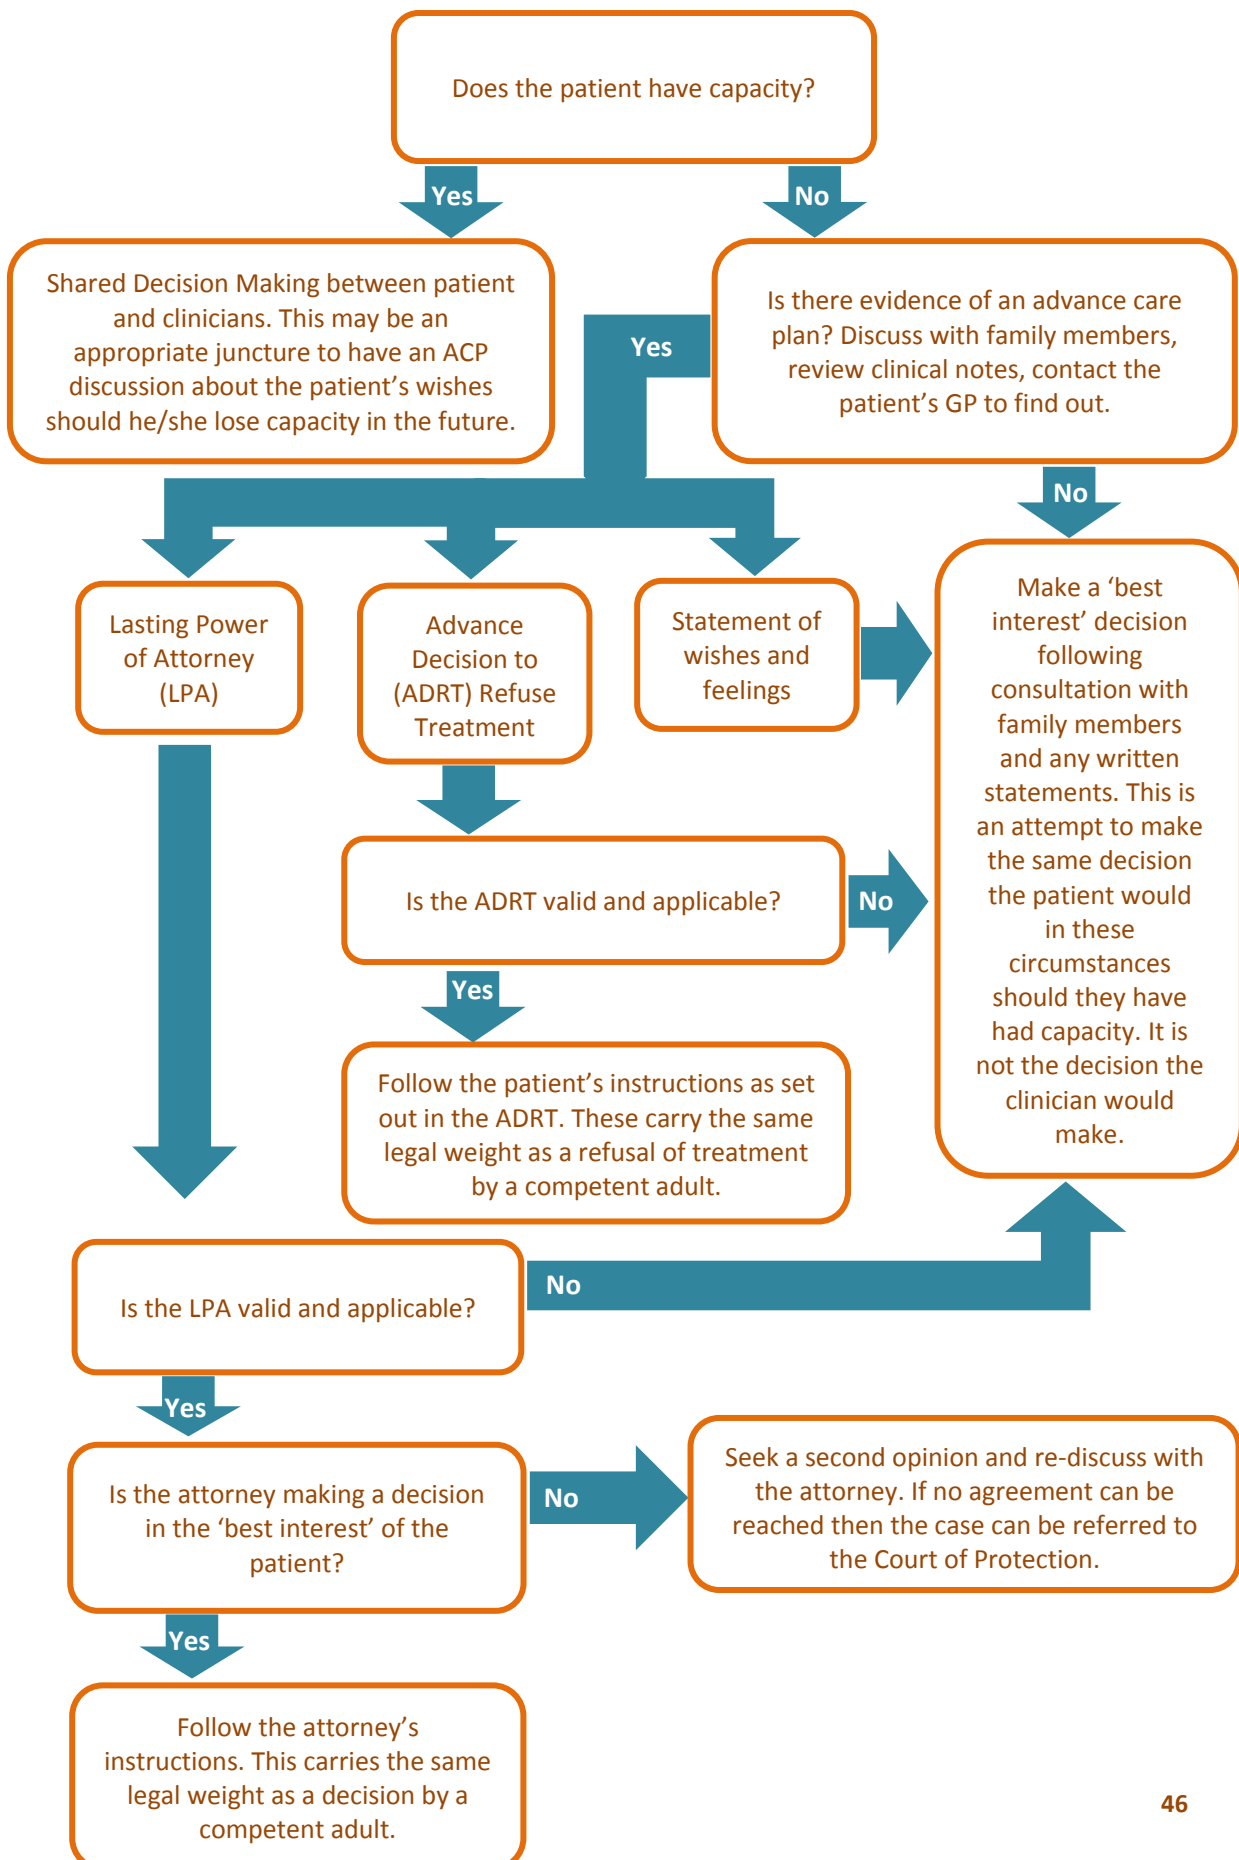 Does the patient have capacity?
Yes
No
Shared Decision Making between patient
and clinicians. This may be an
appropriate juncture to have an ACP
discussion about the patient’s wishes
should he/she lose capacity in the future.
Is there evidence of an advance care
plan? Discuss with family members,
review clinical notes, contact the
patient’s GP to find out.
Yes
No
Lasting Power
of Attorney
(LPA)
Advance
Decision to
(ADRT) Refuse
Treatment
Statement of
wishes and
feelings
Make a ‘best
interest’ decision
following
consultation with
family members
and any written
statements. This is
an attempt to make
the same decision
the patient would
in these
circumstances
should they have
had capacity. It is
not the decision the
clinician would
make.
Is the ADRT valid and applicable?
No
Yes
Follow the patient’s instructions as set
out in the ADRT. These carry the same
legal weight as a refusal of treatment
by a competent adult.
Is the LPA valid and applicable?
No
Yes
Is the attorney making a decision
in the ‘best interest’ of the
patient?
No
Seek a second opinion and re-discuss with
the attorney. If no agreement can be
reached then the case can be referred to
the Court of Protection.
Yes
Follow the attorney’s
instructions. This carries the same
legal weight as a decision by a
competent adult.
46